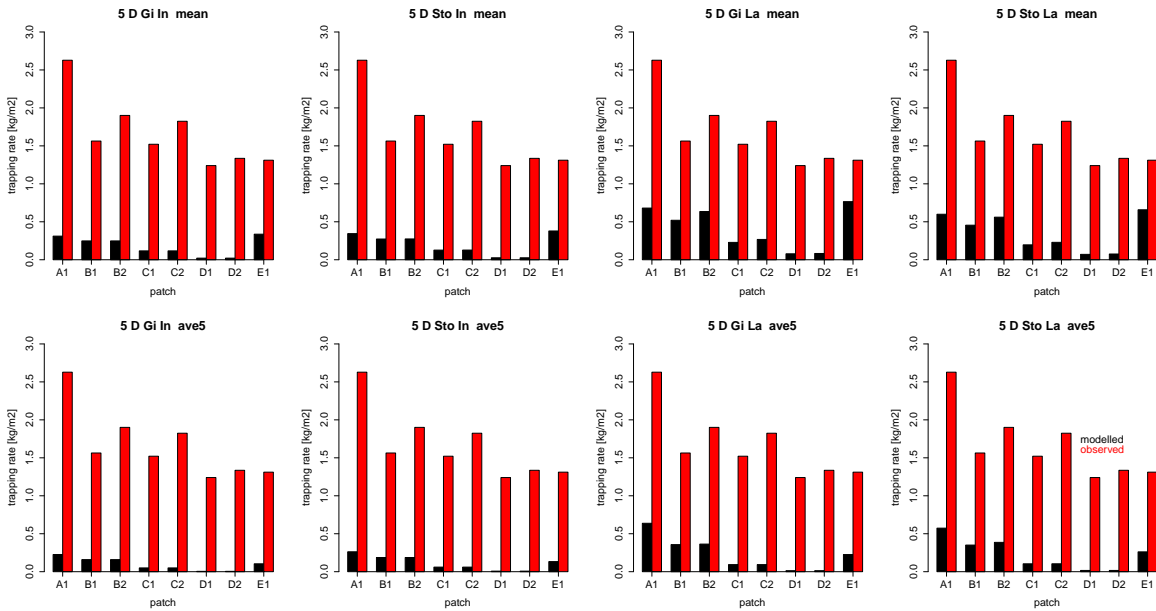 5 D Gi In mean
trapping rate [kg/m2]
0.0 0.5 1.0 1.5 2.0 2.5 3.0
A1 B1 B2 C1 C2 D1 D2 E1
patch
5 D Sto In mean
trapping rate [kg/m2]
0.0 0.5 1.0 1.5 2.0 2.5 3.0
A1 B1 B2 C1 C2 D1 D2 E1
patch
5 D Gi La mean
trapping rate [kg/m2]
0.0 0.5 1.0 1.5 2.0 2.5 3.0
A1 B1 B2 C1 C2 D1 D2 E1
patch
5 D Sto La mean
trapping rate [kg/m2]
0.0 0.5 1.0 1.5 2.0 2.5 3.0
A1 B1 B2 C1 C2 D1 D2 E1
patch
5 D Gi In ave5
trapping rate [kg/m2]
0.0 0.5 1.0 1.5 2.0 2.5 3.0
A1 B1 B2 C1 C2 D1 D2 E1
patch
5 D Sto In ave5
trapping rate [kg/m2]
0.0 0.5 1.0 1.5 2.0 2.5 3.0
A1 B1 B2 C1 C2 D1 D2 E1
patch
5 D Gi La ave5
trapping rate [kg/m2]
0.0 0.5 1.0 1.5 2.0 2.5 3.0
A1 B1 B2 C1 C2 D1 D2 E1
patch
5 D Sto La ave5
trapping rate [kg/m2]
0.0 0.5 1.0 1.5 2.0 2.5 3.0
modelled
observed
A1 B1 B2 C1 C2 D1 D2 E1
patch